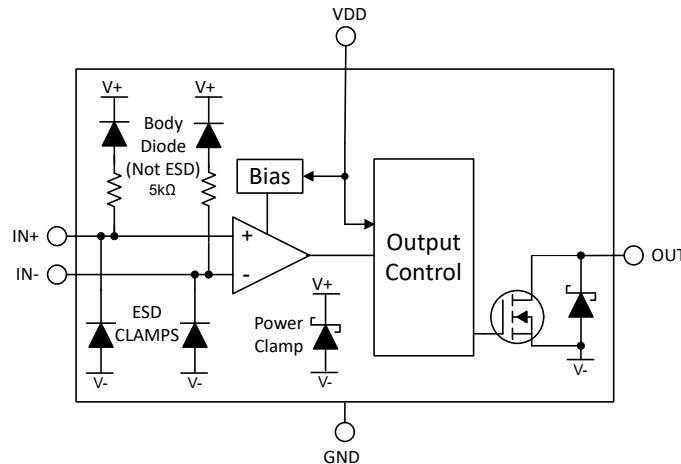 VDD
V+
V+
Body
Diode
(Not ESD)
5kΩ
Bias
IN+
IN-
+
-
Output
Control
OUT
V+
ESD
CLAMPS
Power
Clamp
V-
V-
V-
V-
GND